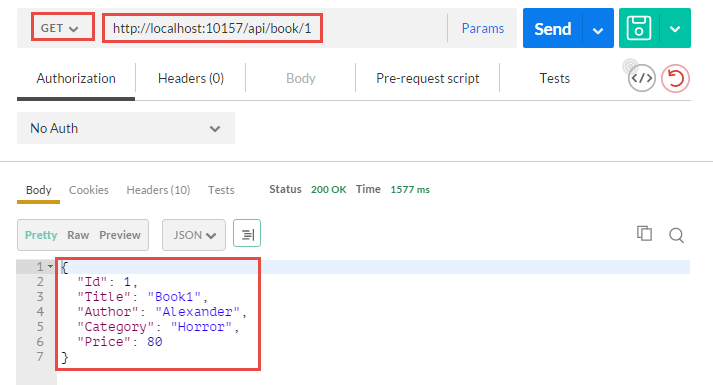 GET http://localhost:10157/api/book/1 Params Send
Authorization Headers (0) Body Pre-request script Tests </>
No Auth
Body Cookies Headers (10) Tests Status 200 OK Time 1577 ms
Pretty Raw Preview JSON
1 {
2 "Id": 1,
3 "Title": "Book1",
4 "Author": "Alexander",
5 "Category": "Horror",
6 "Price": 80
7 }